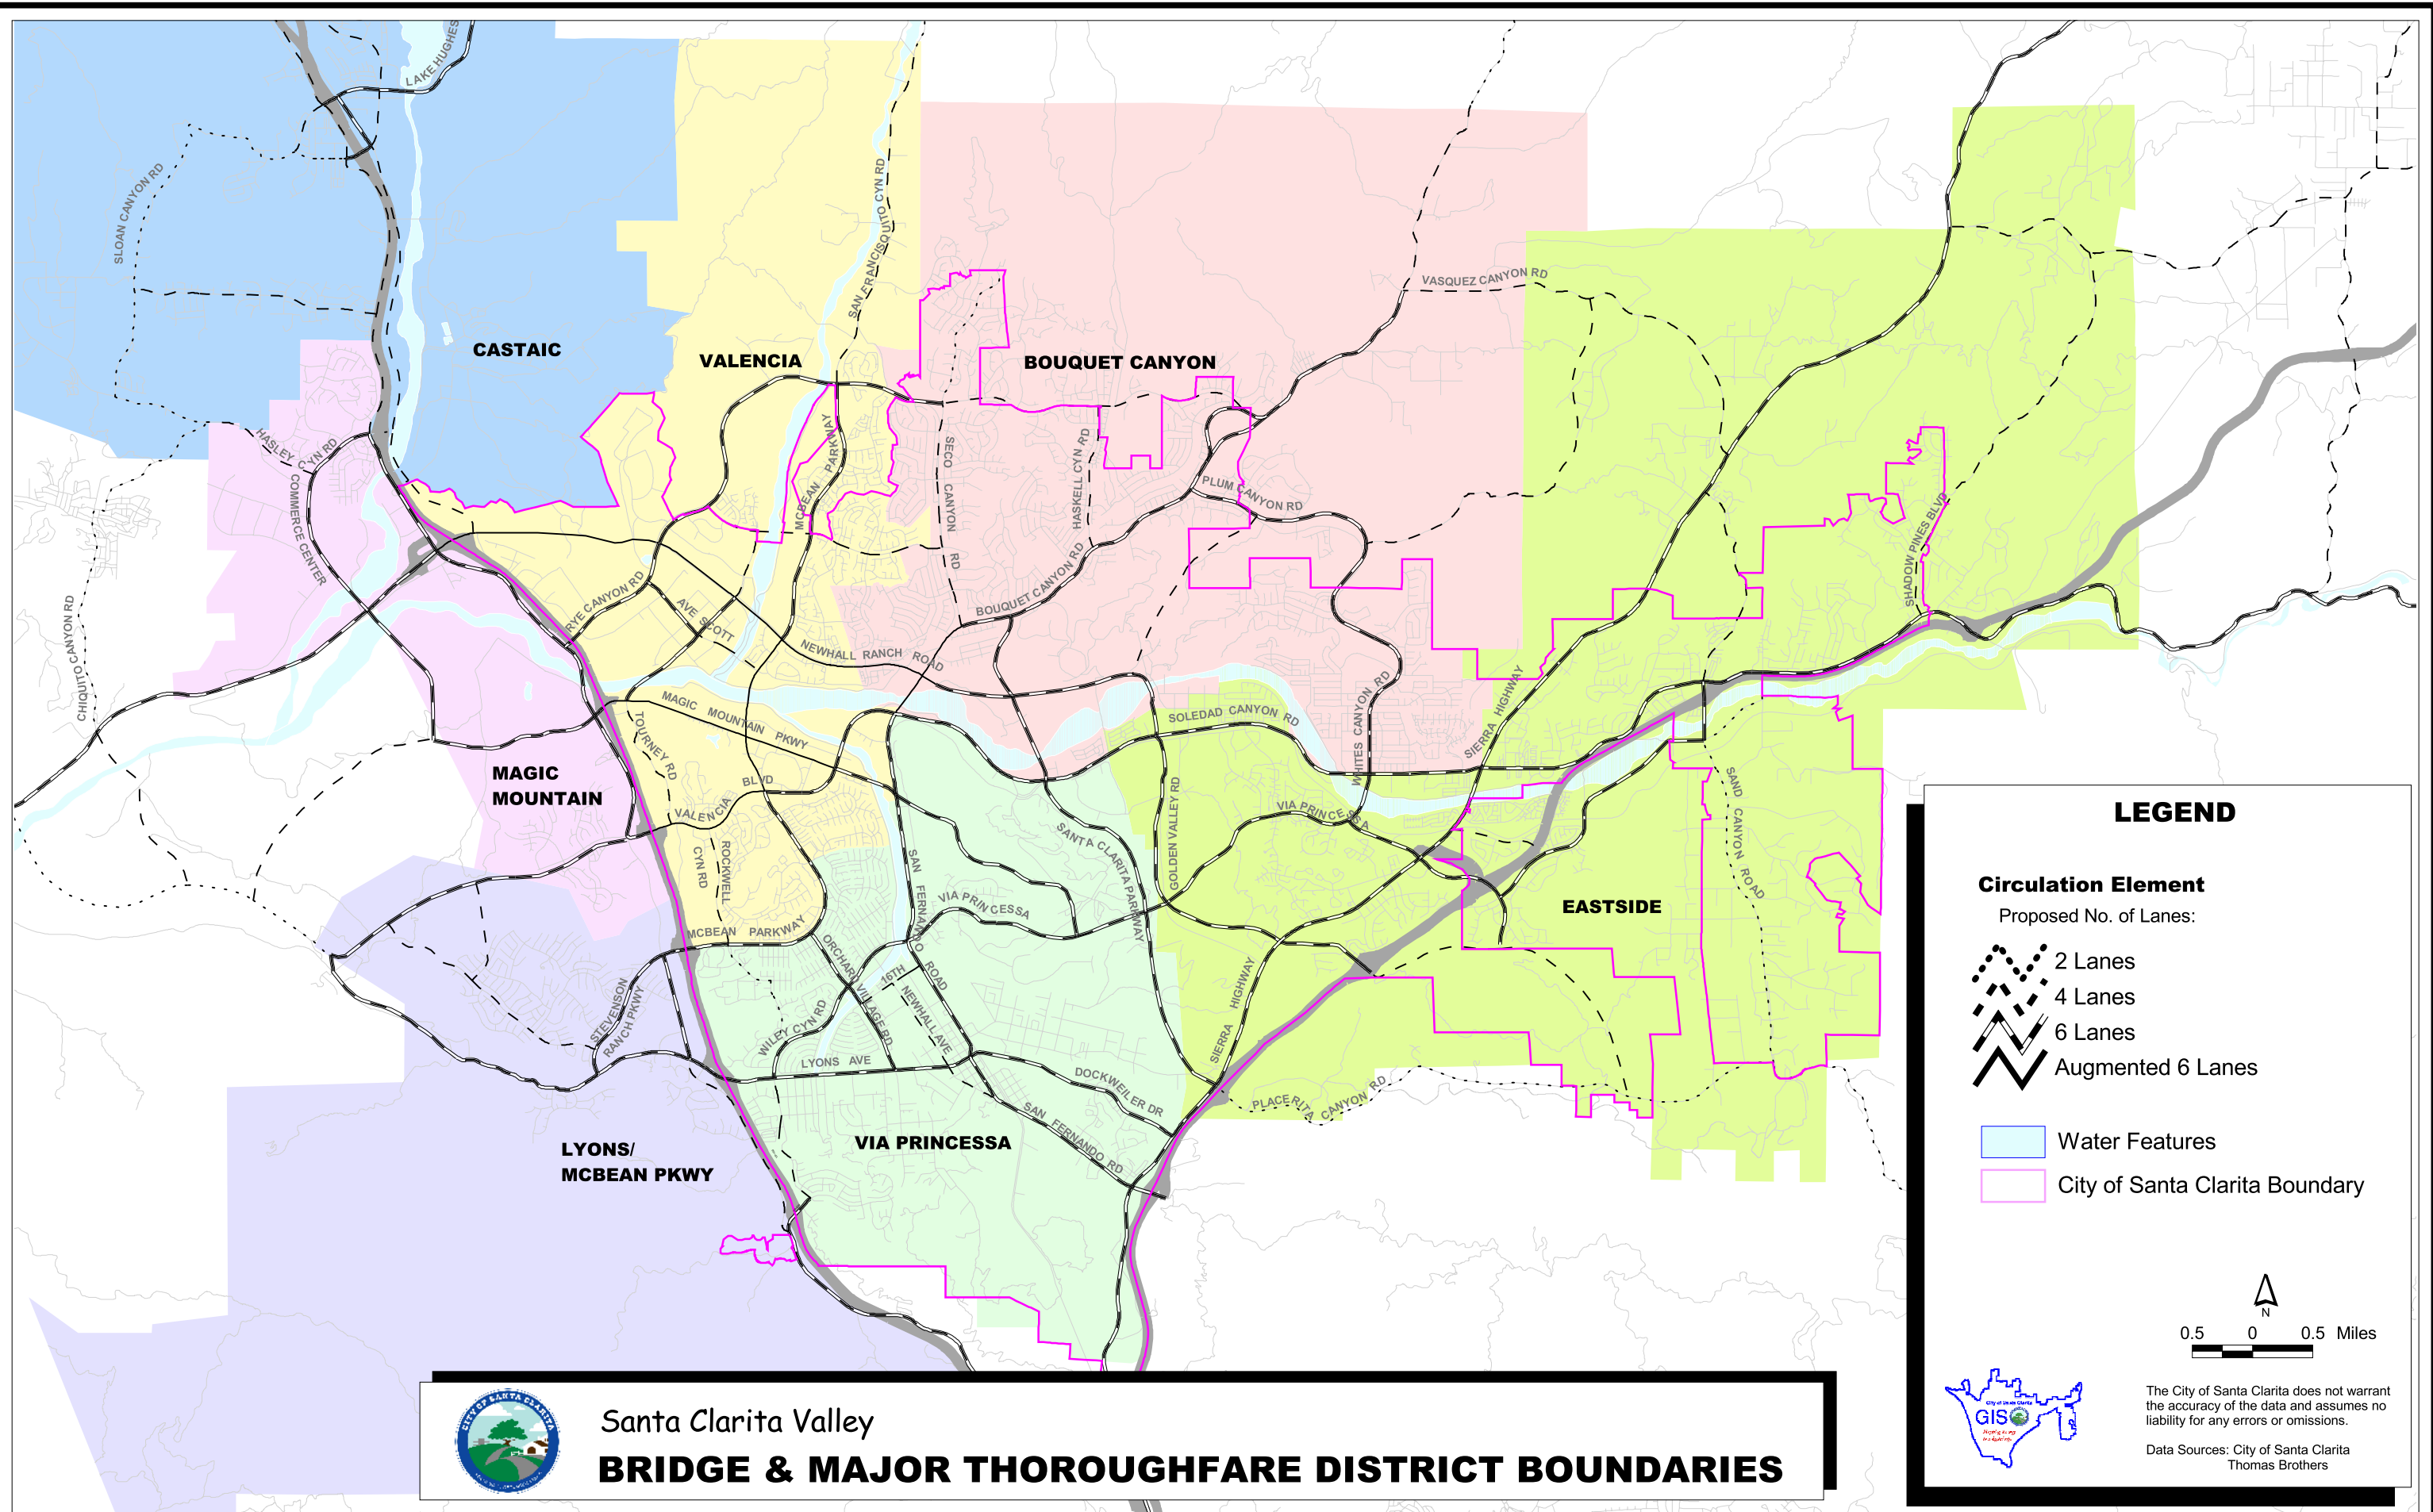 LAKE HUGHES
SLOAN CANYON RD
SAN FRANCISQUITO CYN RD
VASQUEZ CANYON RD
CASTAIC
VALENCIA
BOUQUET CANYON
HASLEY CYN RD
COMMERCE CENTER
MCBEAN PARKWAY
SECO CANYON RD
HASKELL CYN RD
PLUM CANYON RD
SHADOW PINES BLVD
CHIQUITO CANYON RD
RYE CANYON RD
AVE SCOTT
BOUQUET CANYON RD
NEWHALL RANCH ROAD
MAGIC MOUNTAIN PKWY
TOURNEY RD
SOLEDAD CANYON RD
WHITES CANYON RD
SIERRA HIGHWAY
MAGIC
MOUNTAIN
VALENCIA BLVD
GOLDEN VALLEY RD
VIA PRINCESSA
SAND CANYON ROAD
SANTA CLARITA PARKWAY
ROCKWELL
CYN RD
SAN FERNANDO ROAD
VIA PRINCESSA
EASTSIDE
MCBEAN PARKWAY
ORCHARD VILLAGE RD
16TH
NEWHALL AVE
STEVENSON
RANCH PKWY
WILEY CYN RD
SIERRA HIGHWAY
LYONS AVE
DOCKWEILER DR
PLACERITA CANYON RD
SAN FERNANDO RD
LYONS/
MCBEAN PKWY
VIA PRINCESSA
LEGEND
Circulation Element
Proposed No. of Lanes:
2 Lanes
4 Lanes
6 Lanes
Augmented 6 Lanes
Water Features
City of Santa Clarita Boundary
N
0.5 0 0.5 Miles
City of Santa Clarita
GIS
The City of Santa Clarita does not warrant
the accuracy of the data and assumes no
liability for any errors or omissions.
Data Sources: City of Santa Clarita
Thomas Brothers
CITY OF SANTA CLARITA
Santa Clarita Valley
BRIDGE & MAJOR THOROUGHFARE DISTRICT BOUNDARIES